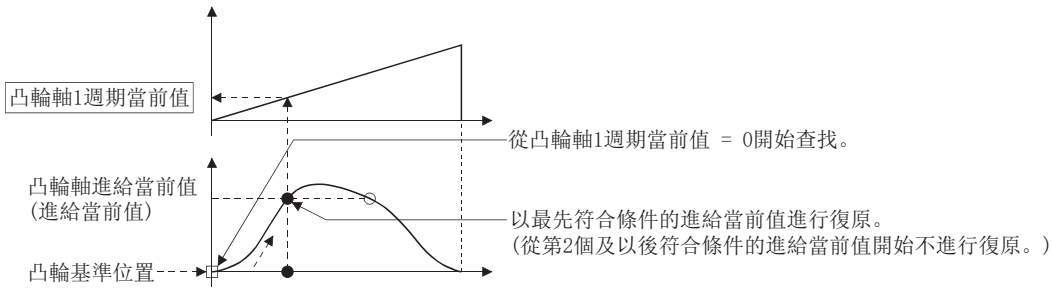 凸輪軸1週期當前值
從凸輪軸1週期當前值 = 0開始查找。
凸輪軸進給當前值
(進給當前值)
以最先符合條件的進給當前值進行復原。
(從第2個及以後符合條件的進給當前值開始不進行復原。)
凸輪基準位置